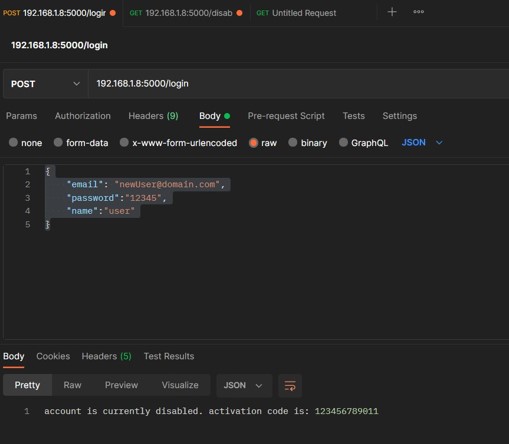 POST 192.168.1.8:5000/login GET 192.168.1.8:5000/disab GET Untitled Request
192.168.1.8:5000/login
POST 192.168.1.8:5000/login
Params Authorization Headers (9) Body Pre-request Script Tests Settings
none form-data x-www-form-urlencoded raw binary GraphQL JSON
1 {
2 "email": "newUser@domain.com",
3 "password":"12345",
4 "name":"user"
5 }
Body Cookies Headers (5) Test Results
Pretty Raw Preview Visualize JSON
1 account is currently disabled. activation code is: 123456789011